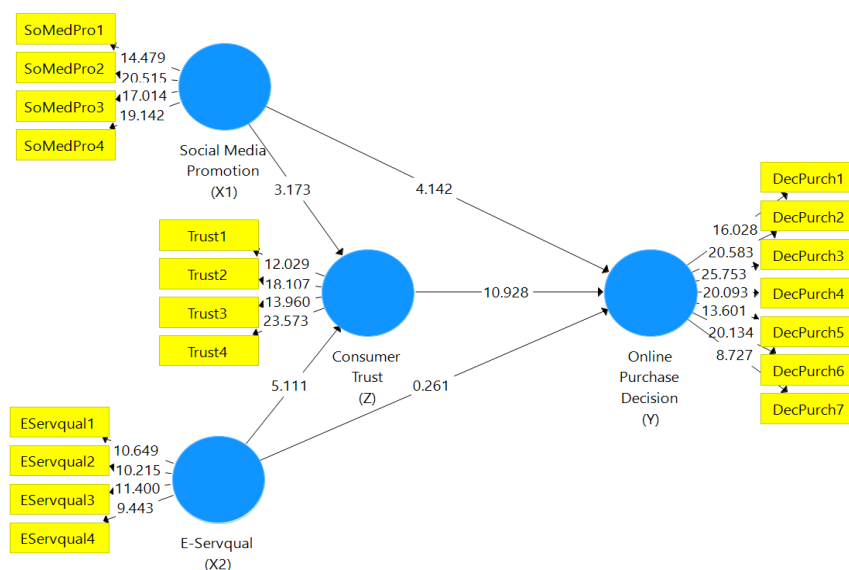 SoMedPro1
SoMedPro2
SoMedPro3
SoMedPro4
14.479
20.515
17.014
19.142
Social Media
Promotion
(X1)
3.173
4.142
Trust1
Trust2
Trust3
Trust4
12.029
18.107
13.960
23.573
Consumer
Trust
(Z)
10.928
5.111
0.261
EServqual1
EServqual2
EServqual3
EServqual4
10.649
10.215
11.400
9.443
E-Servqual
(X2)
Online
Purchase
Decision
(Y)
16.028
20.583
25.753
20.093
13.601
20.134
8.727
DecPurch1
DecPurch2
DecPurch3
DecPurch4
DecPurch5
DecPurch6
DecPurch7